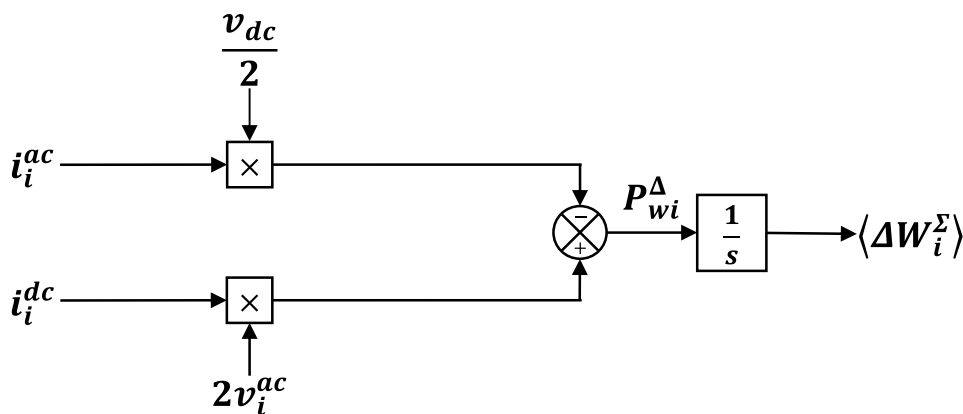 v_dc
2
i_i^ac
×
−
+
P_wi^Δ
1
s
⟨ΔW_i^Σ⟩
i_i^dc
×
2v_i^ac